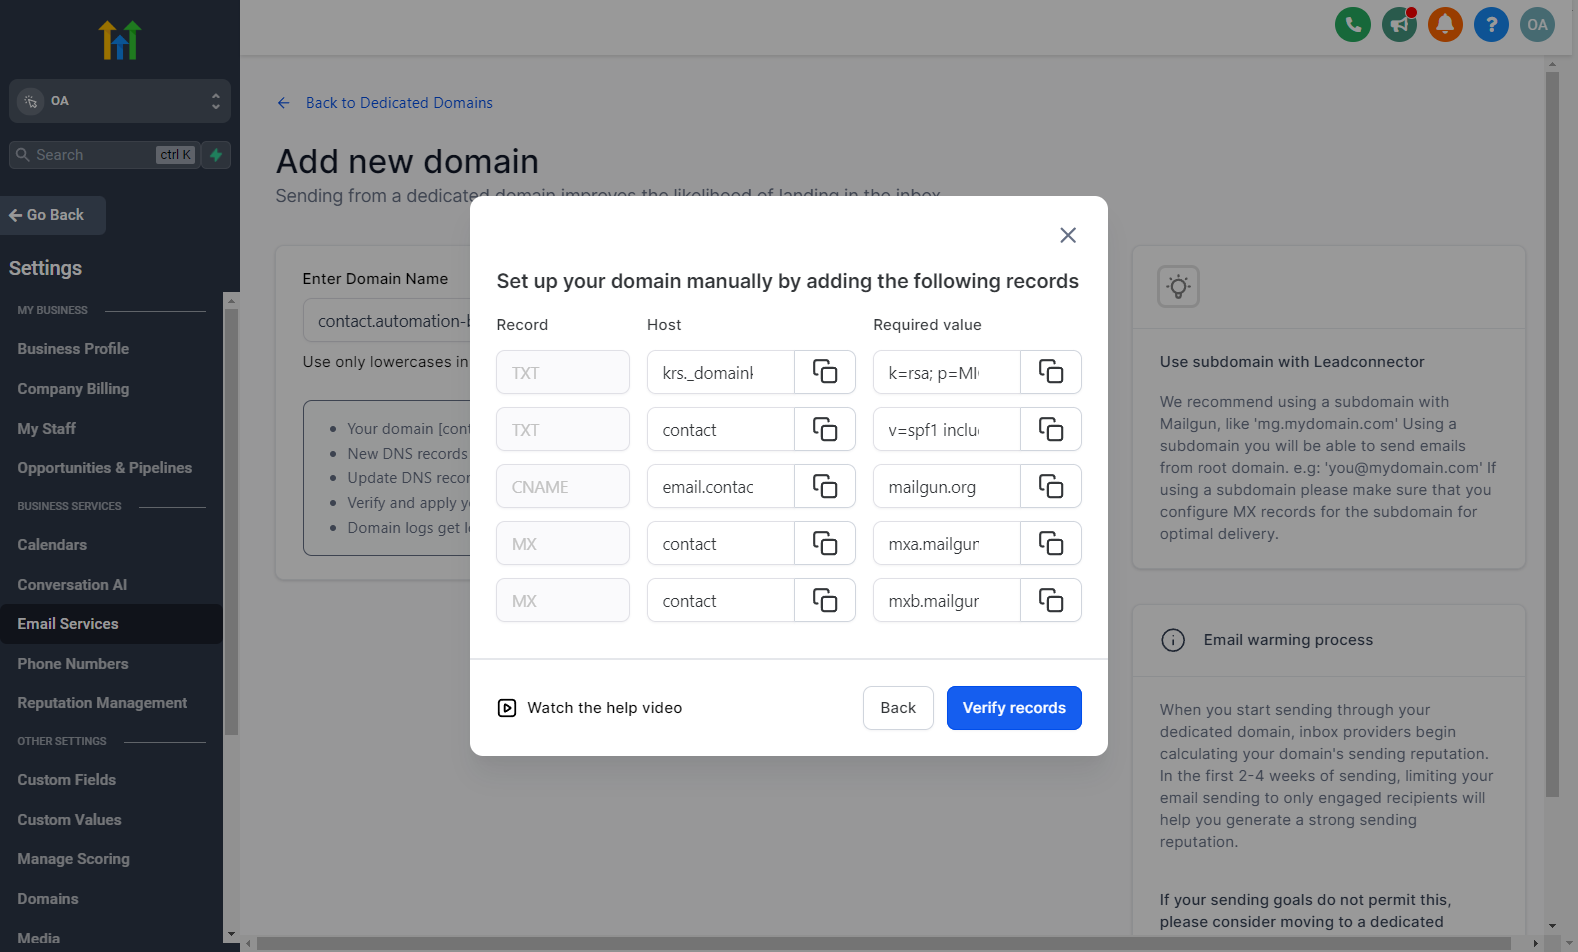 OA
OA
Search
ctrl K
Go Back
Settings
MY BUSINESS
Business Profile
Company Billing
My Staff
Opportunities & Pipelines
BUSINESS SERVICES
Calendars
Conversation AI
Email Services
Phone Numbers
Reputation Management
OTHER SETTINGS
Custom Fields
Custom Values
Manage Scoring
Domains
Media
Back to Dedicated Domains
Add new domain
Sending from a dedicated domain improves the likelihood of landing in the inbox
Enter Domain Name
contact.automation-b
Use only lowercases in
Your domain [cont
New DNS records
Update DNS recor
Verify and apply y
Domain logs get l
Set up your domain manually by adding the following records
Record Host Required value
TXT krs._domaink k=rsa; p=MI
TXT contact v=spf1 inclu
CNAME email.contac mailgun.org
MX contact mxa.mailgun
MX contact mxb.mailgun
Watch the help video
Back
Verify records
Use subdomain with Leadconnector
We recommend using a subdomain with
Mailgun, like 'mg.mydomain.com' Using a
subdomain you will be able to send emails
from root domain. e.g: 'you@mydomain.com' If
using a subdomain please make sure that you
configure MX records for the subdomain for
optimal delivery.
Email warming process
When you start sending through your
dedicated domain, inbox providers begin
calculating your domain's sending reputation.
In the first 2-4 weeks of sending, limiting your
email sending to only engaged recipients will
help you generate a strong sending
reputation.
If your sending goals do not permit this,
please consider moving to a dedicated